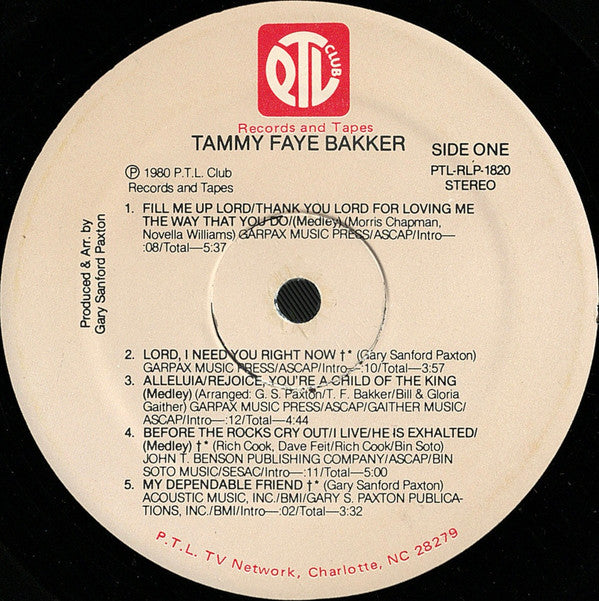 PTL CLUB
Records and Tapes
TAMMY FAYE BAKKER
SIDE ONE
PTL-RLP-1820
STEREO
Ⓟ 1980 P.T.L. Club
Records and Tapes
Produced & Arr. by
Gary Sanford Paxton
1. FILL ME UP LORD/THANK YOU LORD FOR LOVING ME
THE WAY THAT YOU DO/(Medley) (Morris Chapman,
Novella Williams) GARPAX MUSIC PRESS/ASCAP/Intro—
:08/Total—5:37
2. LORD, I NEED YOU RIGHT NOW †* (Gary Sanford Paxton)
GARPAX MUSIC PRESS/ASCAP/Intro—:10/Total—3:57
3. ALLELUIA/REJOICE, YOU'RE A CHILD OF THE KING
(Medley) (Arranged: G. S. Paxton/T. F. Bakker/Bill & Gloria
Gaither) GARPAX MUSIC PRESS/ASCAP/GAITHER MUSIC/
ASCAP/Intro—:12/Total—4:44
4. BEFORE THE ROCKS CRY OUT/I LIVE/HE IS EXHALTED/
(Medley) †* (Rich Cook, Dave Feit/Rich Cook/Bin Soto)
JOHN T. BENSON PUBLISHING COMPANY/ASCAP/BIN
SOTO MUSIC/SESAC/Intro—:11/Total—5:00
5. MY DEPENDABLE FRIEND †* (Gary Sanford Paxton)
ACOUSTIC MUSIC, INC./BMI/GARY S. PAXTON PUBLICA-
TIONS, INC./BMI/Intro—:02/Total—3:32
P.T.L. TV Network, Charlotte, NC 28279